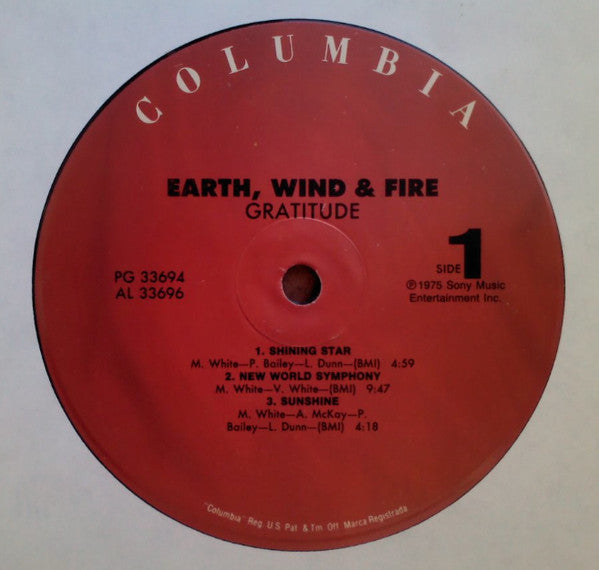 COLUMBIA
EARTH, WIND & FIRE
GRATITUDE
PG 33694
AL 33696
SIDE 1
℗1975 Sony Music
Entertainment Inc.
1. SHINING STAR
M. White—P. Bailey—L. Dunn—(BMI) 4:59
2. NEW WORLD SYMPHONY
M. White—V. White—(BMI) 9:47
3. SUNSHINE
M. White—A. McKay—P.
Bailey—L. Dunn—(BMI) 4:18
"Columbia" Reg. U.S. Pat. & Tm. Off. Marca Registrada